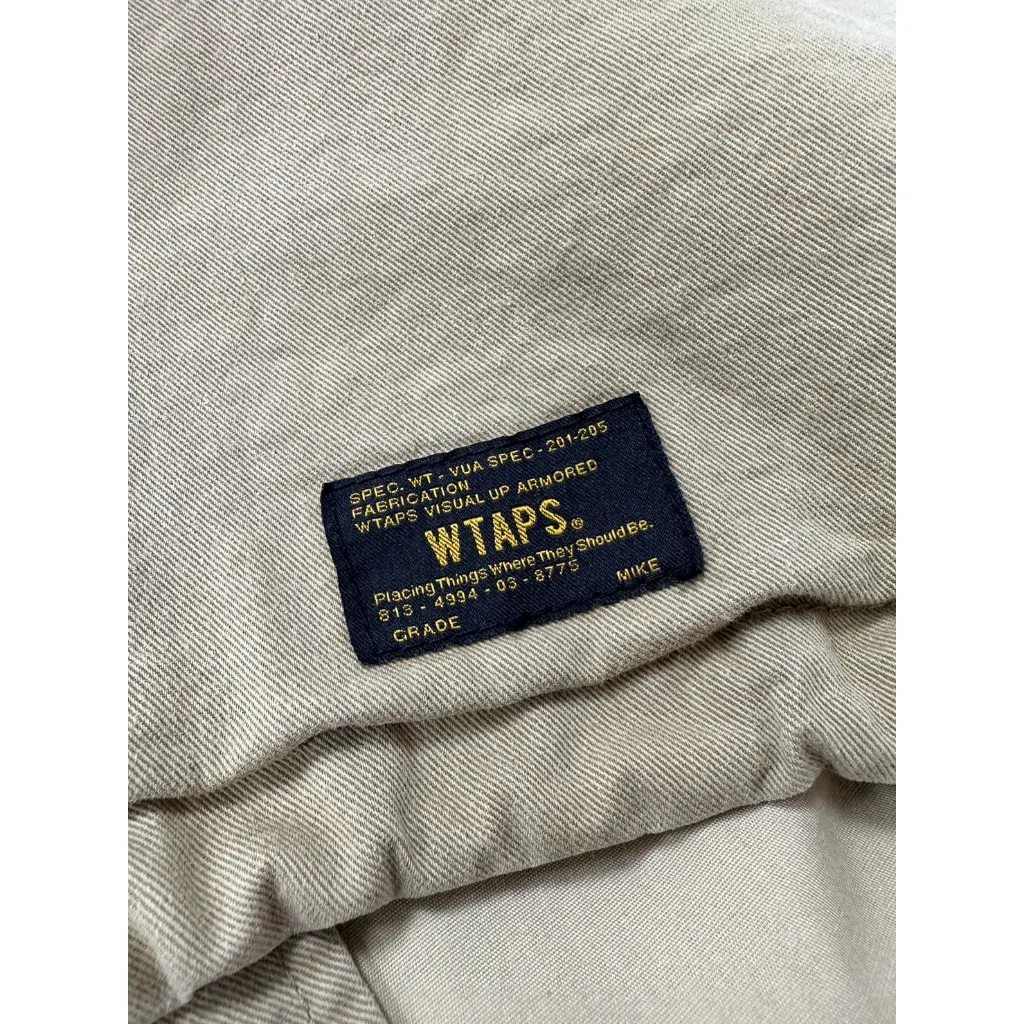 SPEC. WT - VUA SPEC - 201-205
FABRICATION
WTAPS VISUAL UP ARMORED
WTAPS®
Placing Things Where They Should Be.
813 - 4994 - 03 - 8775
MIKE
GRADE